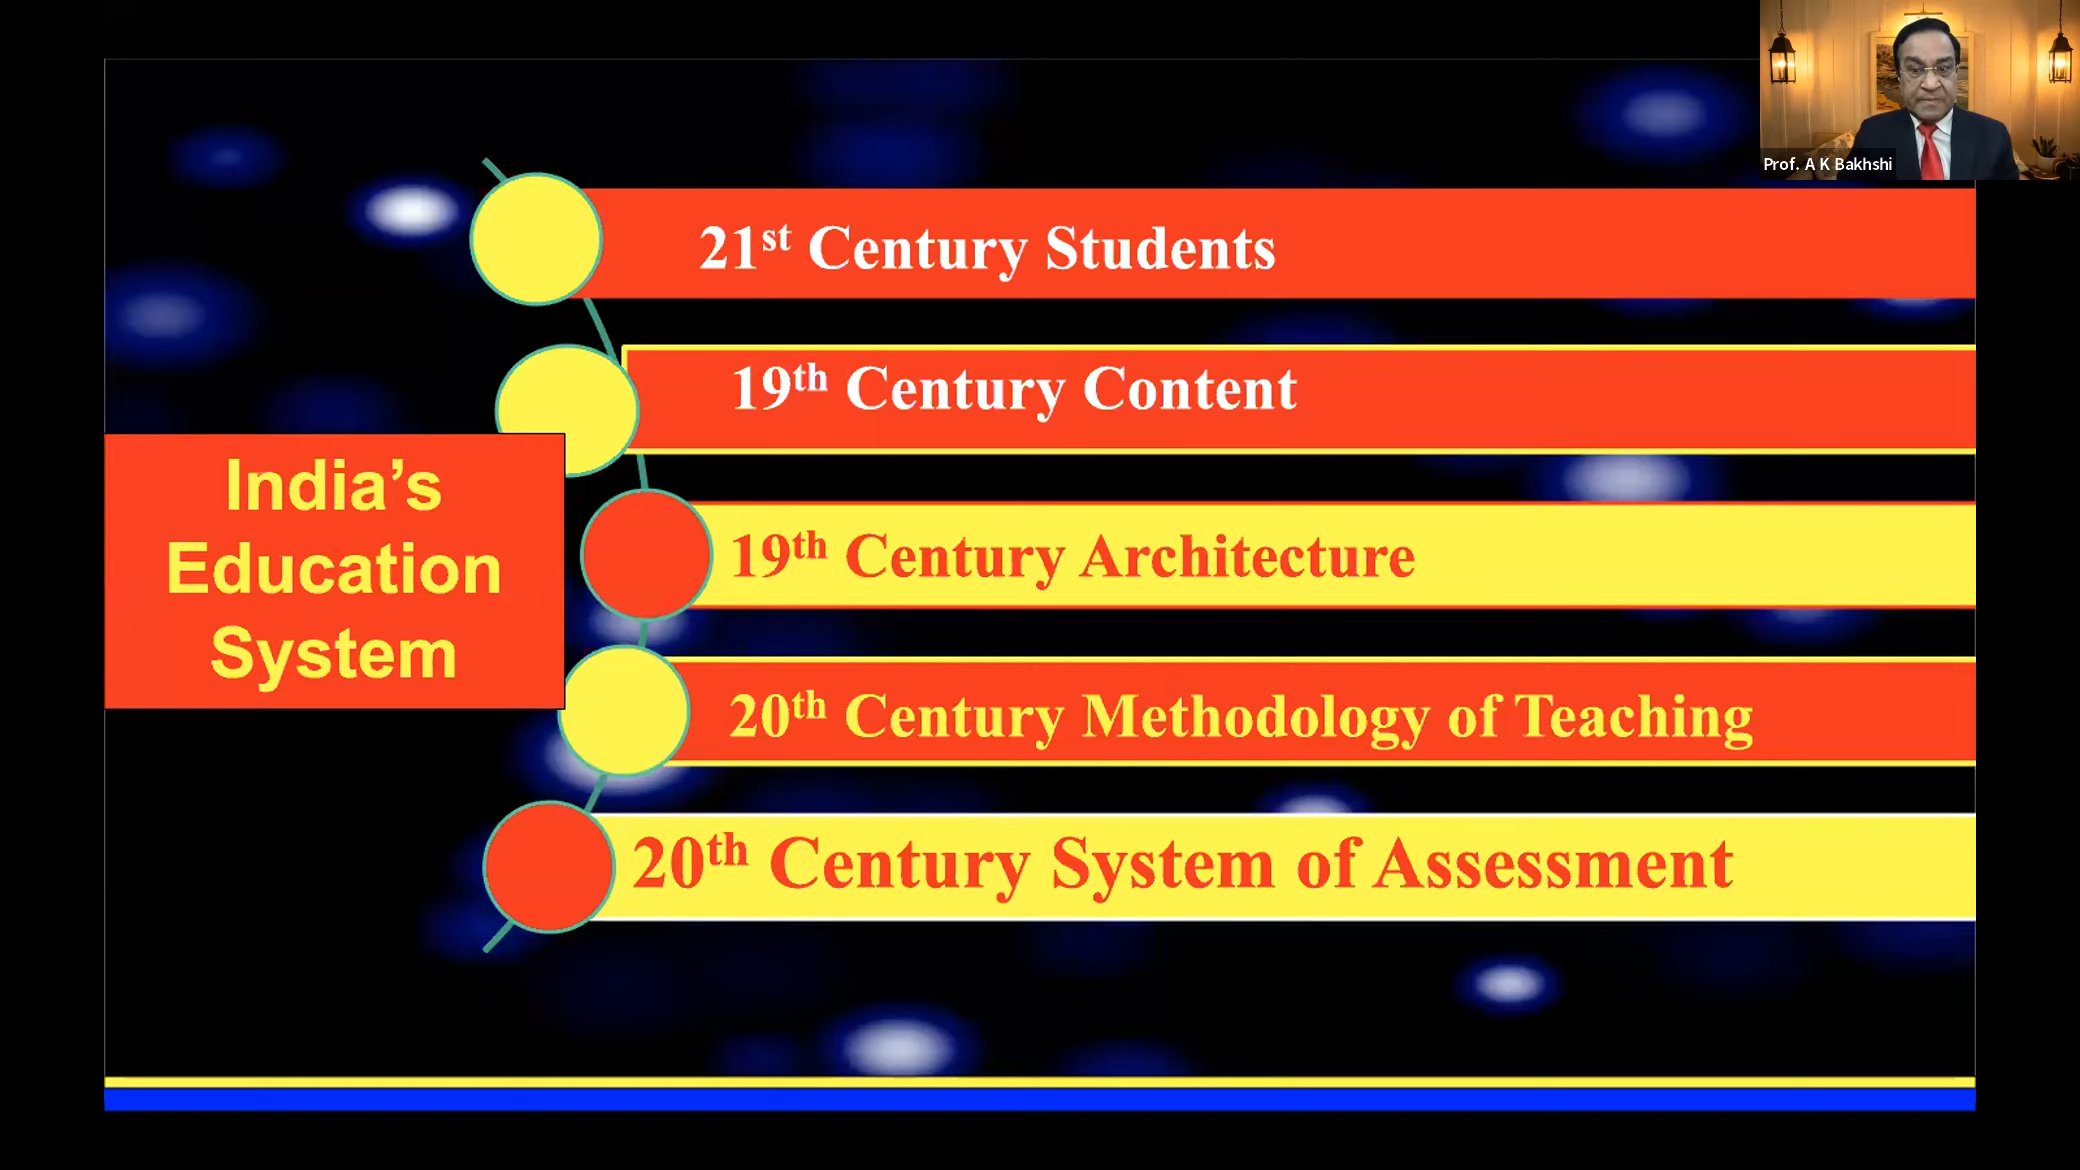 Prof. A K Bakhshi
21st Century Students
19th Century Content
India’s
Education
System
19th Century Architecture
20th Century Methodology of Teaching
20th Century System of Assessment